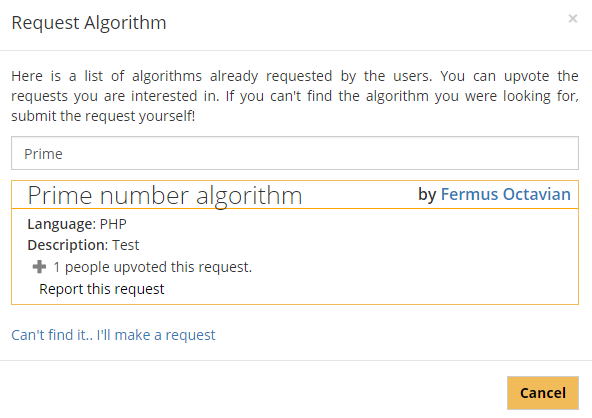 Request Algorithm ×
Here is a list of algorithms already requested by the users. You can upvote the
requests you are interested in. If you can't find the algorithm you were looking for,
submit the request yourself!
Prime
Prime number algorithm by Fermus Octavian
Language: PHP
Description: Test
+ 1 people upvoted this request.
Report this request
Can't find it.. I'll make a request
Cancel